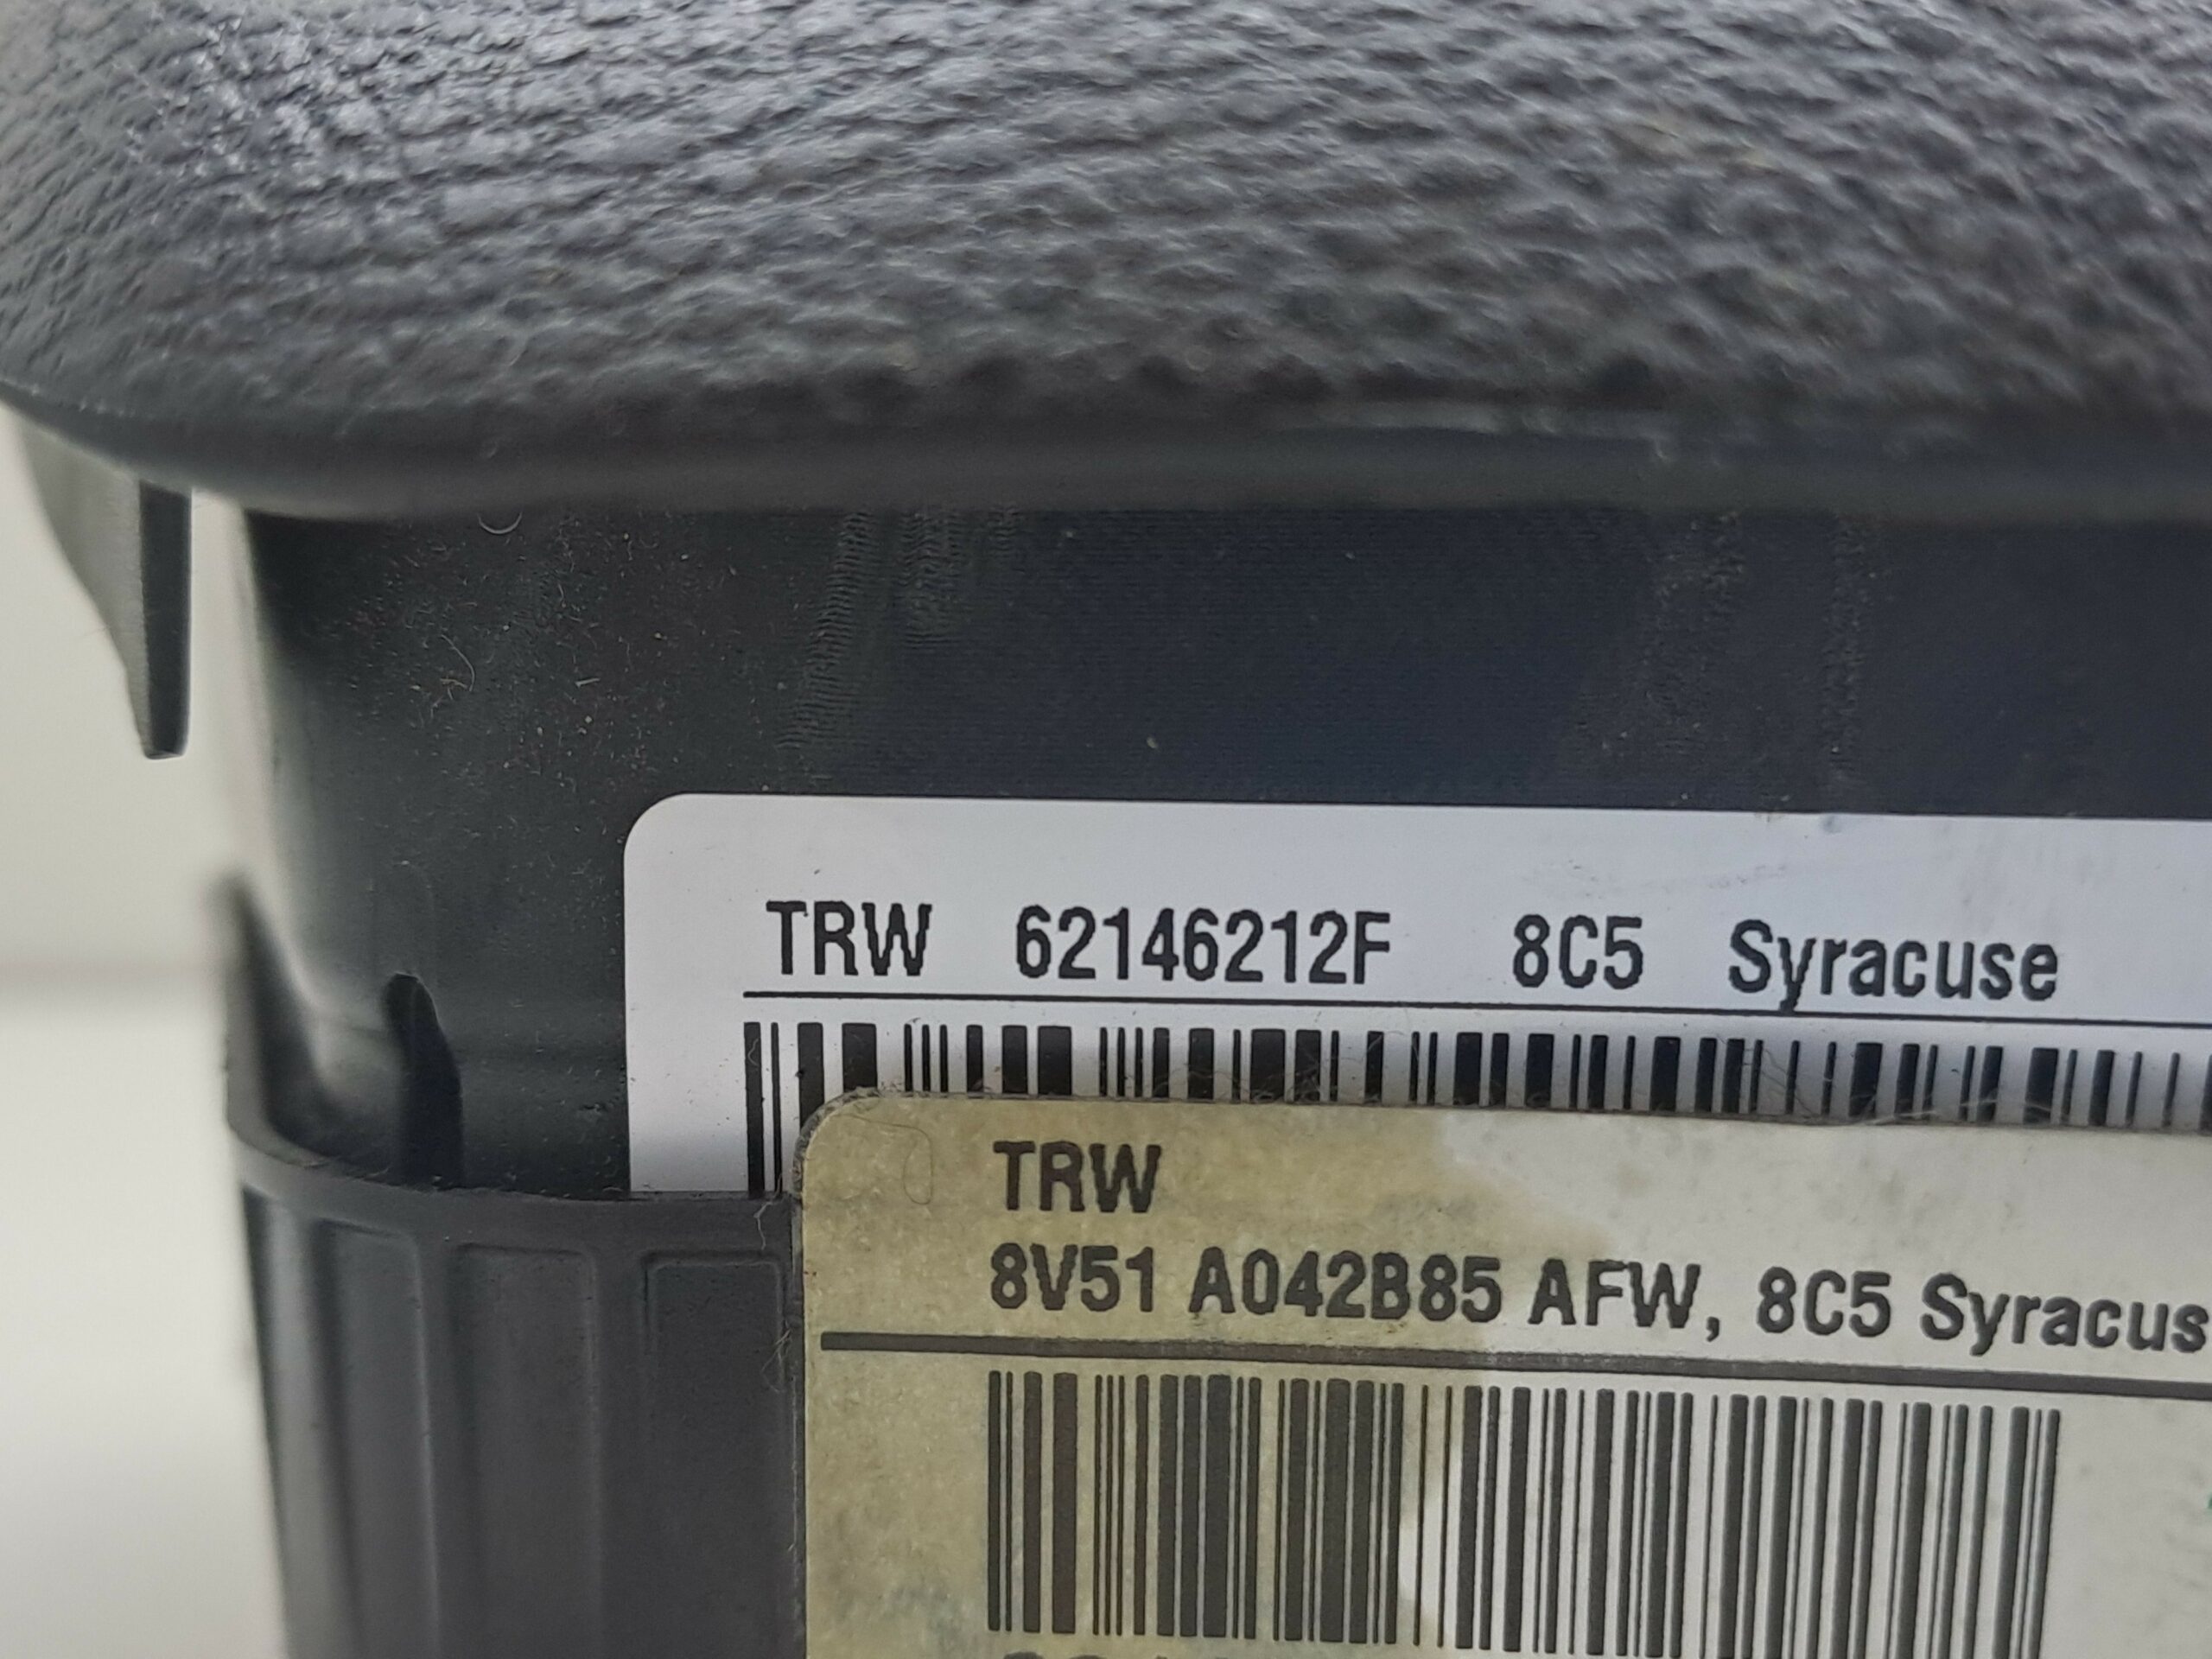 TRW 62146212F 8C5 Syracuse
TRW
8V51 A042B85 AFW, 8C5 Syracus